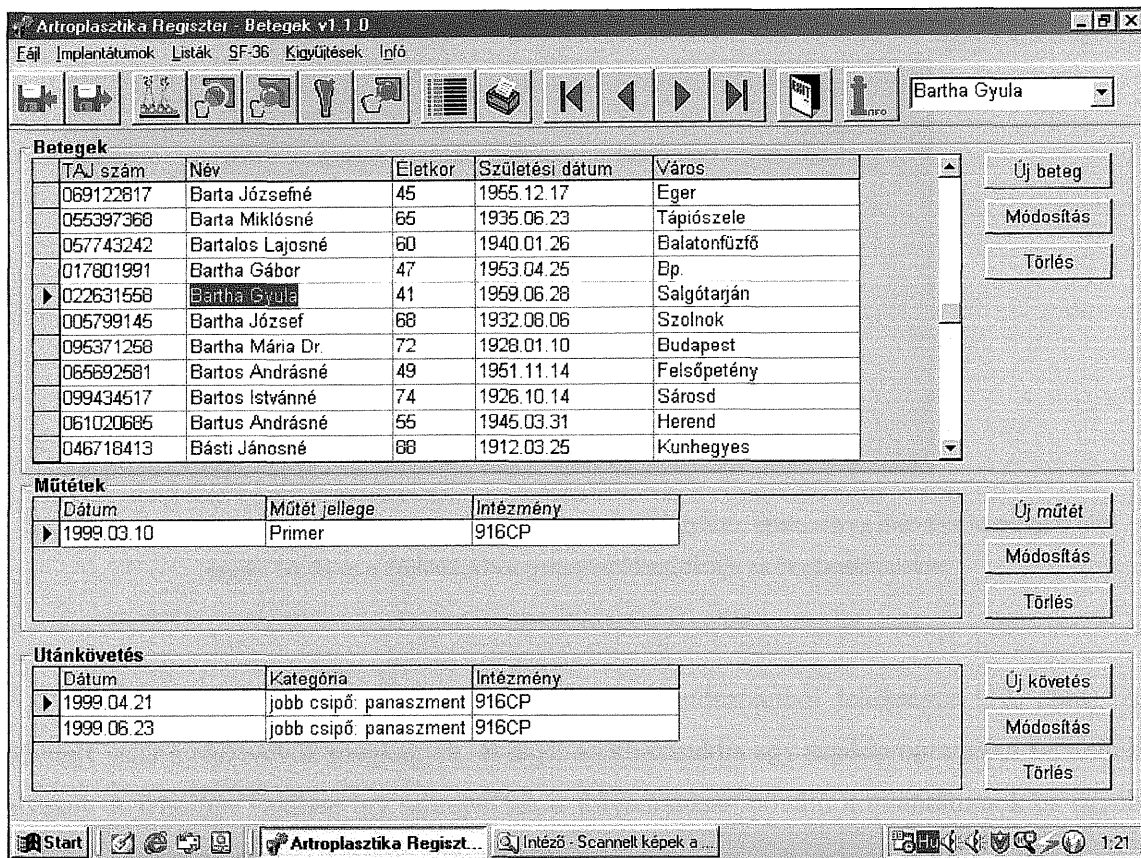 Artroplasztika Regiszter - Betegek v1.1.0
Fájl Implantátumok Listák SF-36 Kigyűjtések Infó
EXIT INFO Bartha Gyula
Betegek
TAJ szám Név Életkor Születési dátum Város
069122817 Barta Józsefné 45 1955.12.17 Eger
055397368 Barta Miklósné 65 1935.06.23 Tápiószele
057743242 Bartalos Lajosné 60 1940.01.26 Balatonfűzfő
017801991 Bartha Gábor 47 1953.04.25 Bp.
022631558 Bartha Gyula 41 1959.06.28 Salgótarján
005799145 Bartha József 68 1932.08.06 Szolnok
095371258 Bartha Mária Dr. 72 1928.01.10 Budapest
065692581 Bartos Andrásné 49 1951.11.14 Felsőpetény
099434517 Bartos Istvánné 74 1926.10.14 Sárosd
061020685 Bartus Andrásné 55 1945.03.31 Herend
046718413 Básti Jánosné 88 1912.03.25 Kunhegyes
Új beteg
Módosítás
Törlés
Műtétek
Dátum Műtét jellege Intézmény
1999.03.10 Primer 916CP
Új műtét
Módosítás
Törlés
Utánkövetés
Dátum Kategória Intézmény
1999.04.21 jobb csipő: panaszment 916CP
1999.06.23 jobb csipő: panaszment 916CP
Új követés
Módosítás
Törlés
Start Artroplasztika Regiszt... Intéző - Scannelt képek a ... Hu 1:21